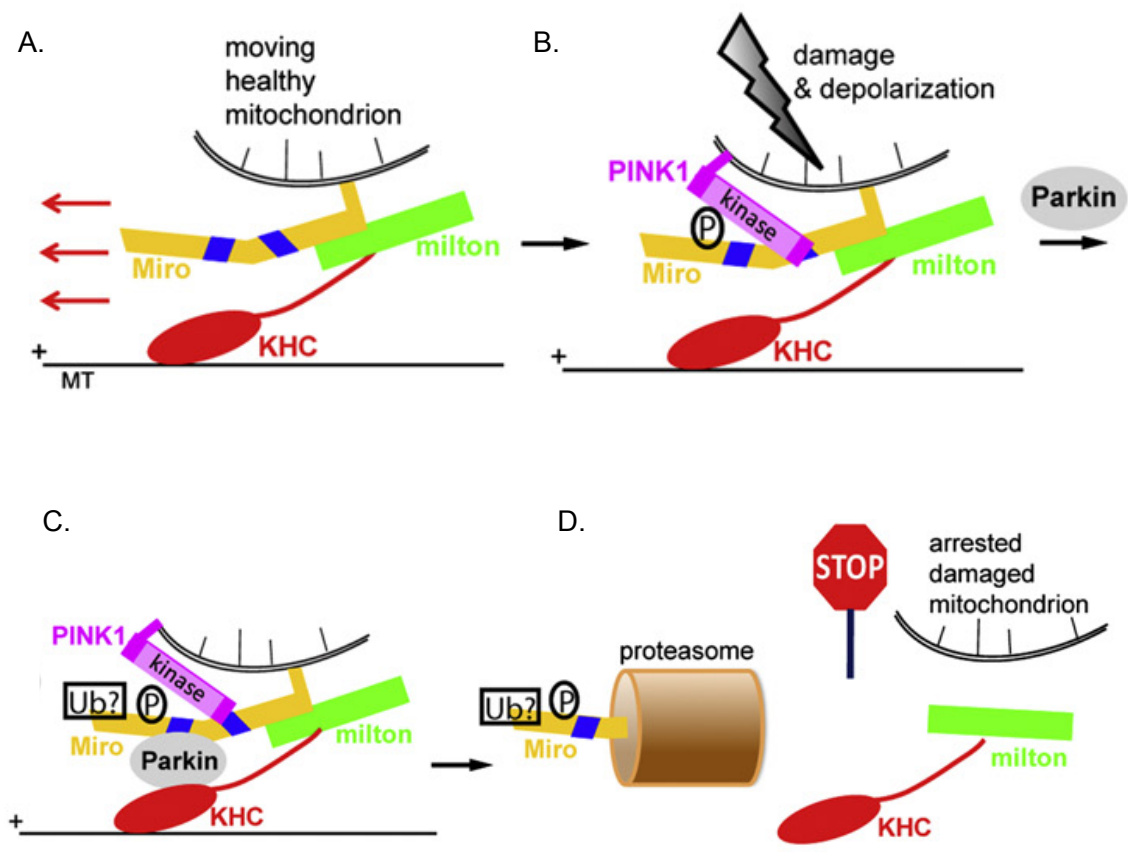 A.
moving
healthy
mitochondrion
Miro
milton
KHC
+
MT
B.
damage
& depolarization
PINK1
kinase
P
Miro
milton
KHC
+
Parkin
C.
PINK1
kinase
Ub?
P
Miro
milton
Parkin
KHC
+
D.
proteasome
Ub?
P
Miro
STOP
arrested
damaged
mitochondrion
milton
KHC